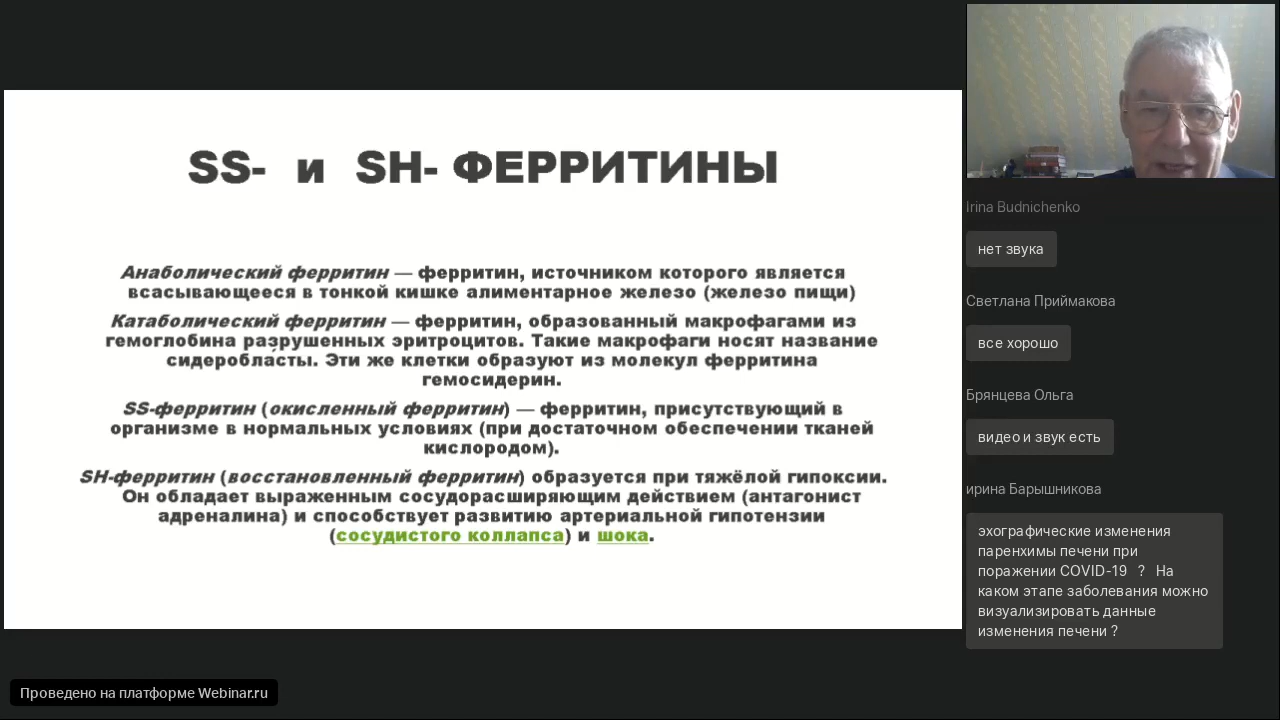 SS- и SH- ФЕРРИТИНЫ
Анаболический ферритин — ферритин, источником которого является
всасывающееся в тонкой кишке алиментарное железо (железо пищи)
Катаболический ферритин — ферритин, образованный макрофагами из
гемоглобина разрушенных эритроцитов. Такие макрофаги носят название
сидеробла́сты. Эти же клетки образуют из молекул ферритина
гемосидерин.
SS-ферритин (окисленный ферритин) — ферритин, присутствующий в
организме в нормальных условиях (при достаточном обеспечении тканей
кислородом).
SH-ферритин (восстановленный ферритин) образуется при тяжёлой гипоксии.
Он обладает выраженным сосудорасширяющим действием (антагонист
адреналина) и способствует развитию артериальной гипотензии
(сосудистого коллапса) и шока.
Irina Budnichenko
нет звука
Светлана Приймакова
все хорошо
Брянцева Ольга
видео и звук есть
ирина Барышникова
эхографические изменения
паренхимы печени при
поражении COVID-19 ? На
каком этапе заболевания можно
визуализировать данные
изменения печени ?
Проведено на платформе Webinar.ru